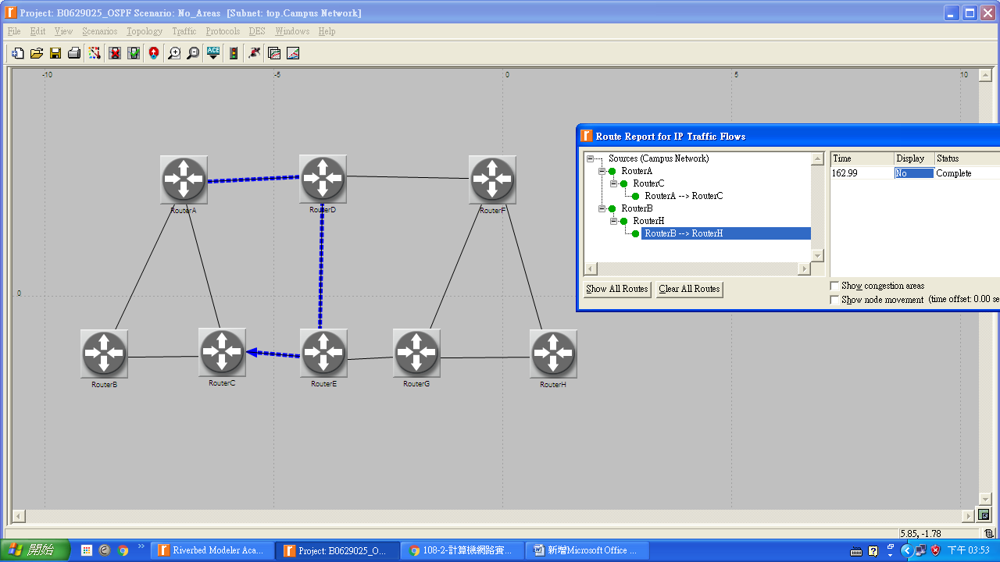 Project: B0629025_OSPF Scenario: No_Areas [Subnet: top.Campus Network]
File Edit View Scenarios Topology Traffic Protocols DES Windows Help
ACE
-10 -5 0 5 10
0
RouterA
RouterD
RouterF
RouterB
RouterC
RouterE
RouterG
RouterH
Route Report for IP Traffic Flows
Sources (Campus Network)
RouterA
RouterC
RouterA --> RouterC
RouterB
RouterH
RouterB --> RouterH
Time Display Status
162.99 No Complete
Show All Routes Clear All Routes
Show congestion areas
Show node movement (time offset: 0.00 se
5.85, -1.78
開始
Riverbed Modeler Aca...
Project: B0629025_O...
108-2-計算機網路實...
新增Microsoft Office ...
下午 03:53